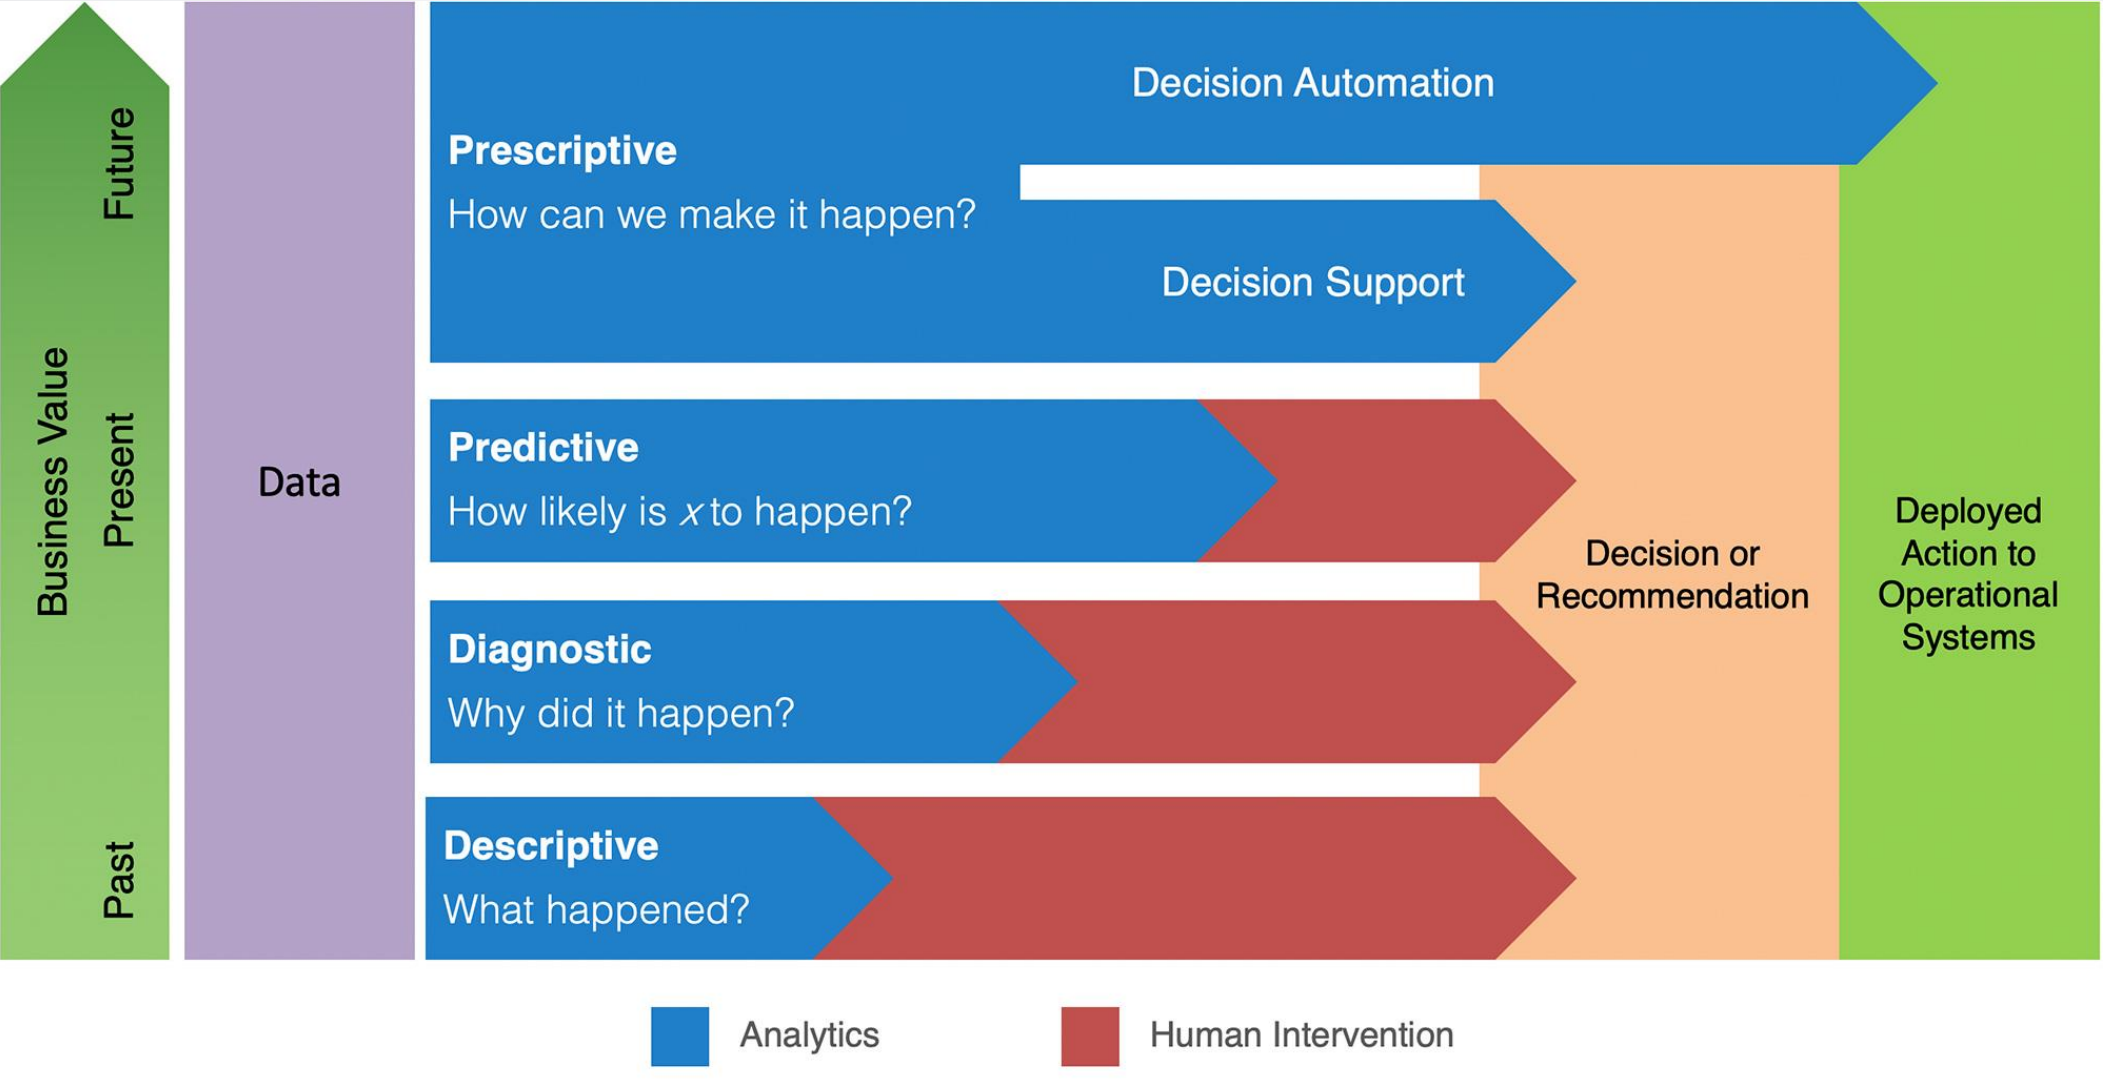 Business Value
Future
Present
Past
Data
Decision Automation
Prescriptive
How can we make it happen?
Decision Support
Predictive
How likely is x to happen?
Diagnostic
Why did it happen?
Descriptive
What happened?
Decision or
Recommendation
Deployed
Action to
Operational
Systems
Analytics
Human Intervention